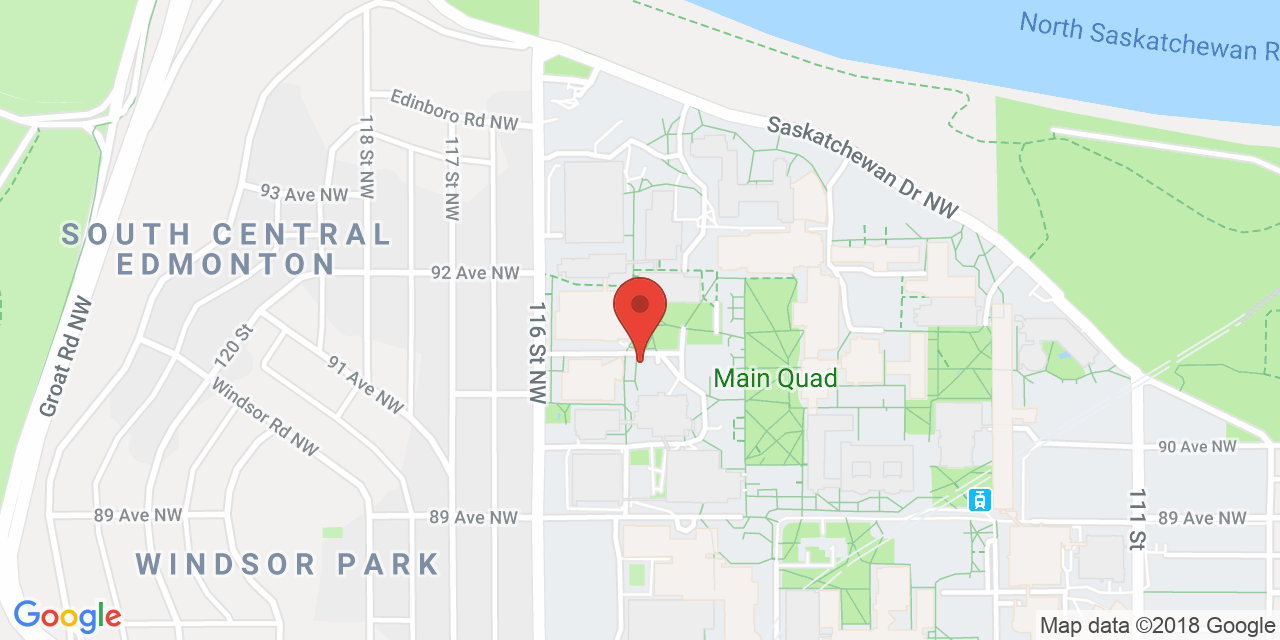 North Saskatchewan R
Edinboro Rd NW
Saskatchewan Dr NW
118 St NW
117 St NW
93 Ave NW
SOUTH CENTRAL
EDMONTON
92 Ave NW
116 St NW
Groat Rd NW
120 St
91 Ave NW
Windsor Rd NW
Main Quad
90 Ave NW
111 St
89 Ave NW
89 Ave NW
89 Ave NW
WINDSOR PARK
Google
Map data ©2018 Google